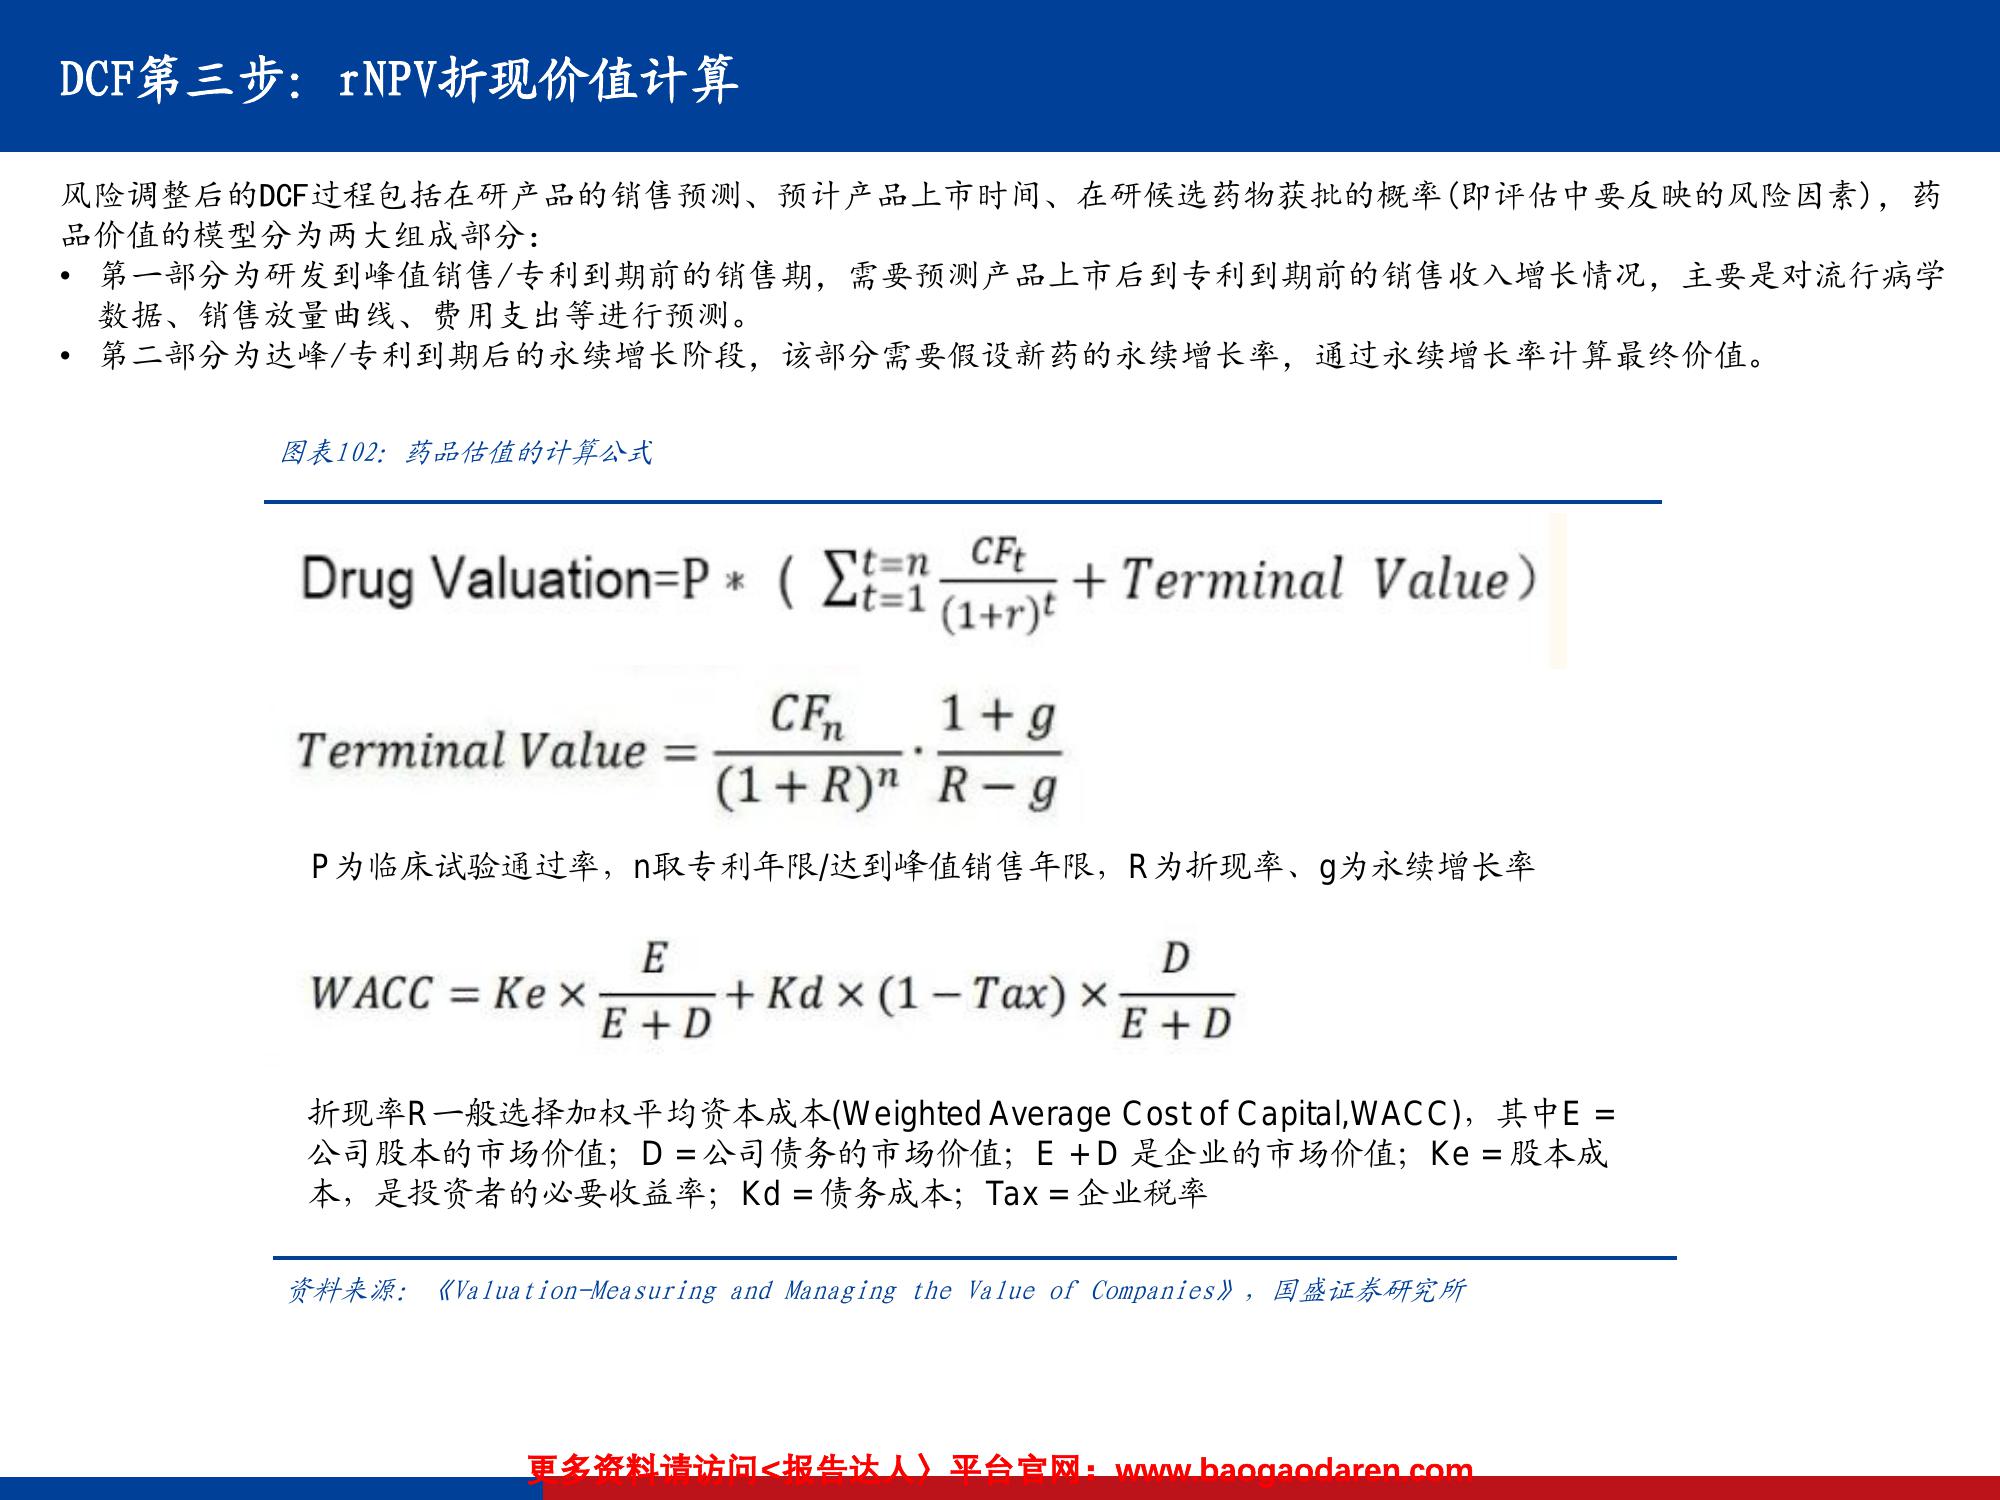 DCF第三步：rNPV折现价值计算
风险调整后的DCF过程包括在研产品的销售预测、预计产品上市时间、在研候选药物获批的概率(即评估中要反映的风险因素)，药
品价值的模型分为两大组成部分：
• 第一部分为研发到峰值销售/专利到期前的销售期，需要预测产品上市后到专利到期前的销售收入增长情况，主要是对流行病学
数据、销售放量曲线、费用支出等进行预测。
• 第二部分为达峰/专利到期后的永续增长阶段，该部分需要假设新药的永续增长率，通过永续增长率计算最终价值。
图表102：药品估值的计算公式
Drug Valuation=P * ( ∑_{t=1}^{t=n} CF_t/(1+r)^t + Terminal Value)
Terminal Value = CF_n/(1 + R)^n · (1 + g)/(R − g)
P为临床试验通过率，n取专利年限/达到峰值销售年限，R为折现率、g为永续增长率
WACC = Ke × E/(E + D) + Kd × (1 − Tax) × D/(E + D)
折现率R一般选择加权平均资本成本(Weighted Average Cost of Capital,WACC)，其中E =
公司股本的市场价值；D = 公司债务的市场价值；E + D 是企业的市场价值；Ke = 股本成
本，是投资者的必要收益率；Kd = 债务成本；Tax = 企业税率
资料来源：《Valuation-Measuring and Managing the Value of Companies》，国盛证券研究所
更多资料请访问<报告达人〉平台官网：www.baogaodaren.com